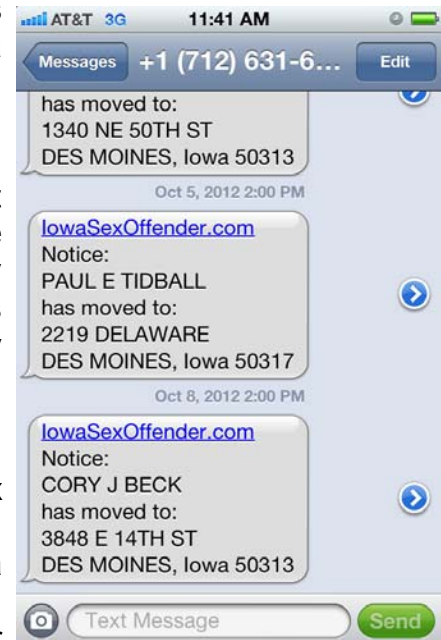 AT&T 3G 11:41 AM
Messages +1 (712) 631-6... Edit
has moved to:
1340 NE 50TH ST
DES MOINES, Iowa 50313
Oct 5, 2012 2:00 PM
IowaSexOffender.com
Notice:
PAUL E TIDBALL
has moved to:
2219 DELAWARE
DES MOINES, Iowa 50317
Oct 8, 2012 2:00 PM
IowaSexOffender.com
Notice:
CORY J BECK
has moved to:
3848 E 14TH ST
DES MOINES, Iowa 50313
Text Message Send